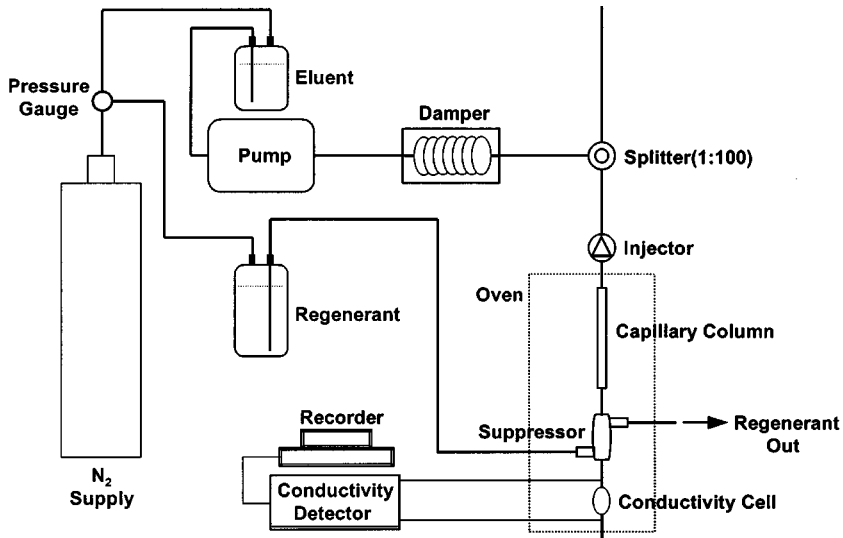 Eluent
Pressure
Gauge
Damper
Pump
Splitter(1:100)
Injector
Oven
Regenerant
Capillary Column
Recorder
Suppressor
Regenerant
Out
N₂
Supply
Conductivity
Detector
Conductivity Cell